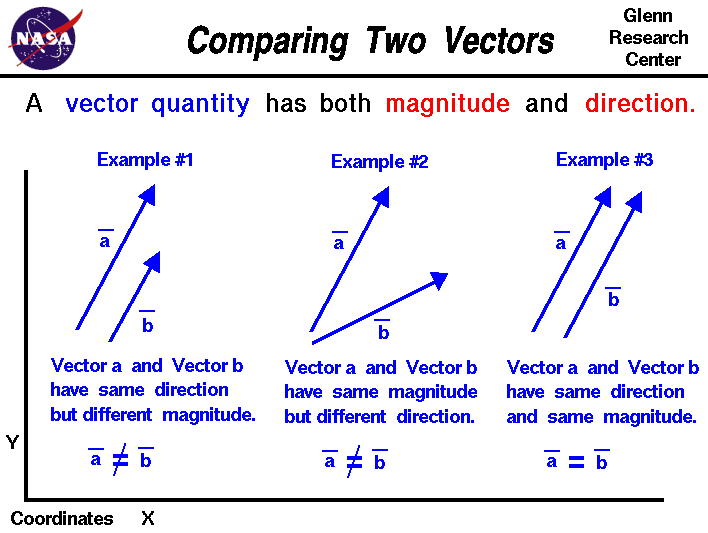 NASA
Comparing Two Vectors
Glenn
Research
Center
A vector quantity has both magnitude and direction.
Example #1
a̅
b̅
Vector a and Vector b
have same direction
but different magnitude.
a̅ ≠ b̅
Example #2
a̅
b̅
Vector a and Vector b
have same magnitude
but different direction.
a̅ ≠ b̅
Example #3
a̅
b̅
Vector a and Vector b
have same direction
and same magnitude.
a̅ = b̅
Y
Coordinates X